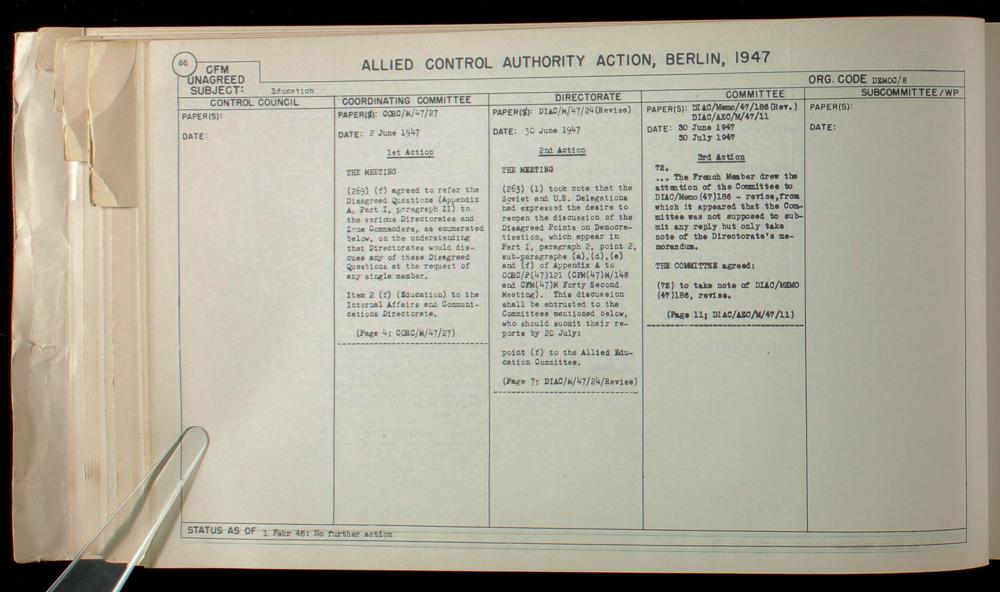 66
CFM
UNAGREED
SUBJECT: Education
ALLIED CONTROL AUTHORITY ACTION, BERLIN, 1947
ORG. CODE DEMOC/8
CONTROL COUNCIL
PAPER(S):
DATE:
COORDINATING COMMITTEE
PAPER(S): CORC/M/47/27
DATE: 2 June 1947
1st Action
THE MEETING
(269) (f) agreed to refer the
Disagreed Questions (Appendix
A, Part I, paragraph II) to
the various Directorates and
Zone Commanders, as enumerated
below, on the understanding
that Directorates would dis-
cuss any of these Disagreed
Questions at the request of
any single member.
Item 2 (f) (Education) to the
Internal Affairs and Communi-
cations Directorate.
(Page 4: CORC/M/47/27)
DIRECTORATE
PAPER(S): DIAC/M/47/24(Revise)
DATE: 30 June 1947
2nd Action
THE MEETING
(263) (1) took note that the
Soviet and U.S. Delegations
had expressed the desire to
reopen the discussion of the
Disagreed Points on Democra-
tisation, which appear in
Part I, paragraph 2, point 2,
sub-paragraphs (a),(d),(e)
and (f) of Appendix A to
CORC/P(47)121 (CFM(47)M/148
and CFM(47)M Forty Second
Meeting). This discussion
shall be entrusted to the
Committees mentioned below,
who should submit their re-
ports by 20 July:
point (f) to the Allied Edu-
cation Committee.
(Page 7: DIAC/M/47/24/Revise)
COMMITTEE
PAPER(S): DIAC/Memo/47/186(Rev.)
DIAC/AEC/M/47/11
DATE: 30 June 1947
30 July 1947
3rd Action
72.
... The French Member drew the
attention of the Committee to
DIAC/Memo(47)186 - revise,from
which it appeared that the Com-
mittee was not supposed to sub-
mit any reply but only take
note of the Directorate's me-
morandum.
THE COMMITTEE agreed:
(72) to take note of DIAC/MEMO
(47)186, revise.
(Page 11; DIAC/AEC/M/47/11)
SUBCOMMITTEE/WP
PAPER(S):
DATE:
STATUS AS OF 1 Febr 48: No further action